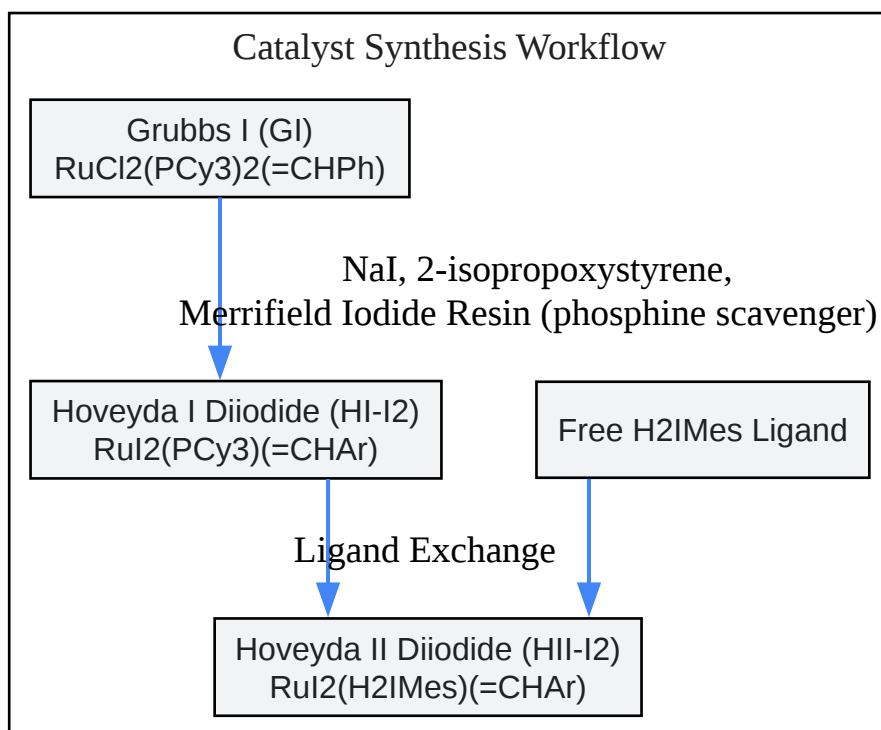 Catalyst Synthesis Workflow
Grubbs I (GI)
RuCl2(PCy3)2(=CHPh)
NaI, 2-isopropoxystyrene,
Merrifield Iodide Resin (phosphine scavenger)
Hoveyda I Diiodide (HI-I2)
RuI2(PCy3)(=CHAr)
Free H2IMes Ligand
Ligand Exchange
Hoveyda II Diiodide (HII-I2)
RuI2(H2IMes)(=CHAr)